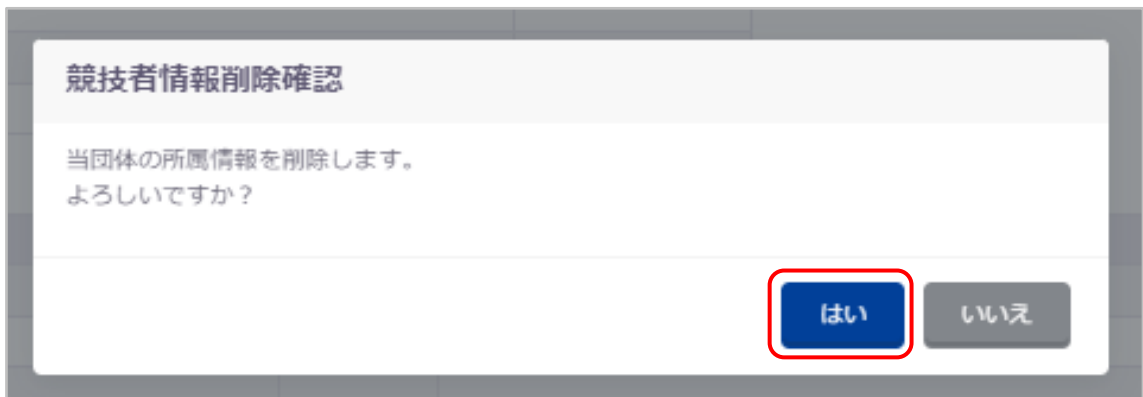 競技者情報削除確認
当団体の所属情報を削除します。
よろしいですか？
はい
いいえ